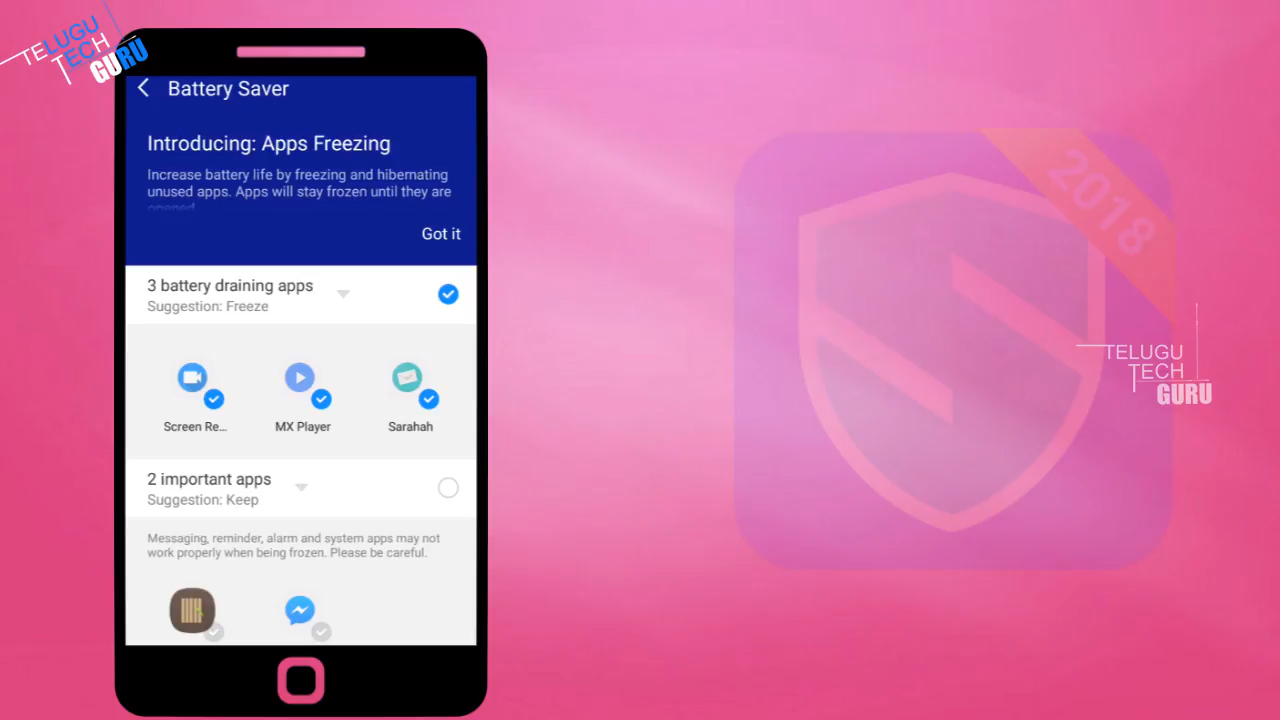 TELUGU
TECH
GURU
Battery Saver
Introducing: Apps Freezing
Increase battery life by freezing and hibernating
unused apps. Apps will stay frozen until they are
opened
Got it
3 battery draining apps
Suggestion: Freeze
Screen Re...
MX Player
Sarahah
2 important apps
Suggestion: Keep
Messaging, reminder, alarm and system apps may not
work properly when being frozen. Please be careful.
2018
TELUGU
TECH
GURU